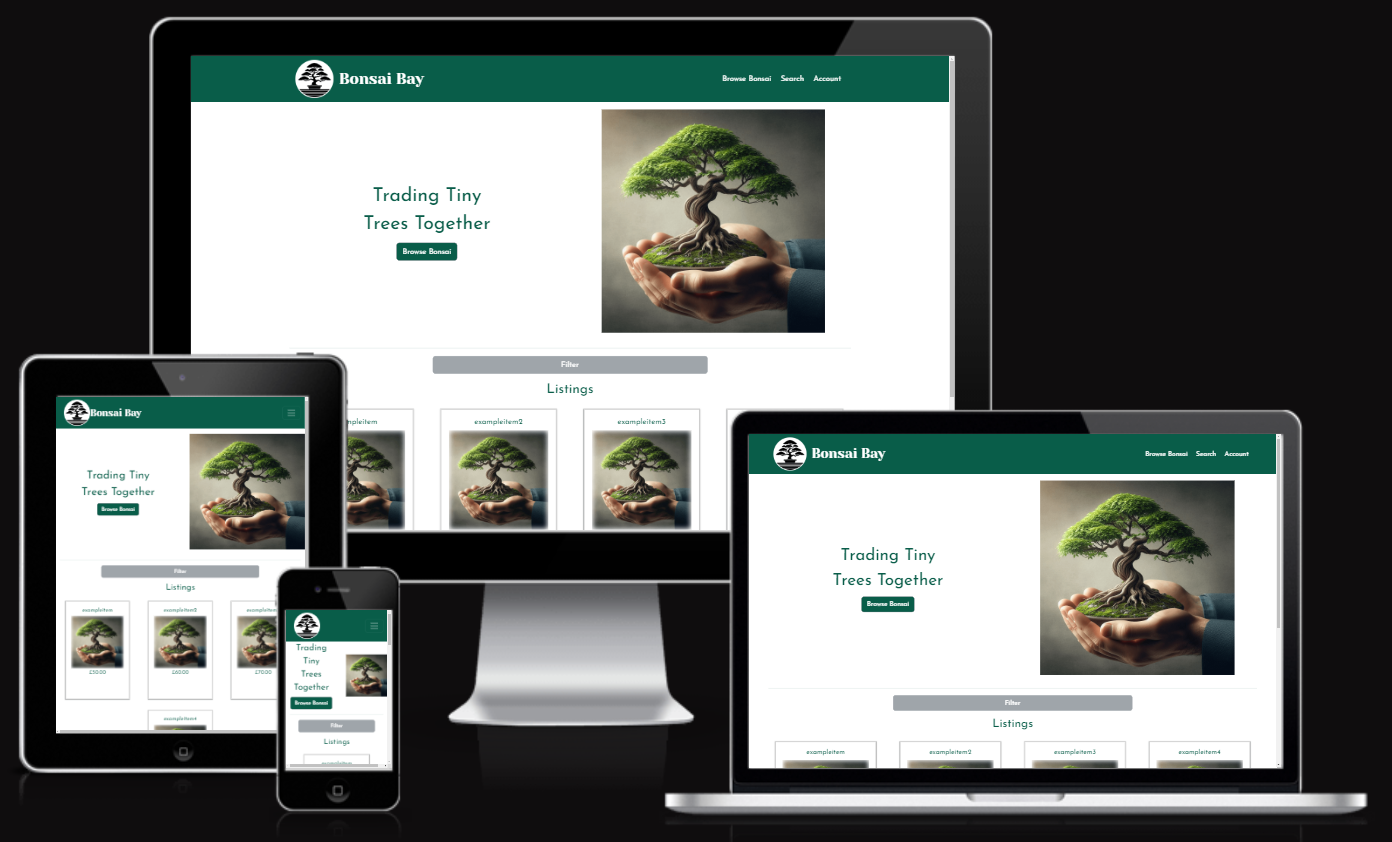 Bonsai Bay
Browse Bonsai Search Account
Trading Tiny
Trees Together
Browse Bonsai
Filter
Listings
exampleitem2 exampleitem3
Bonsai Bay
Trading Tiny
Trees Together
Browse Bonsai
Filter
Listings
exampleitem exampleitem2
£50.00 £60.00 £70.00
exampleitem4
Trading
Tiny
Trees
Together
Browse Bonsai
Filter
Listings
exampleitem
Bonsai Bay
Browse Bonsai Search Account
Trading Tiny
Trees Together
Browse Bonsai
Filter
Listings
exampleitem exampleitem2 exampleitem3 exampleitem4